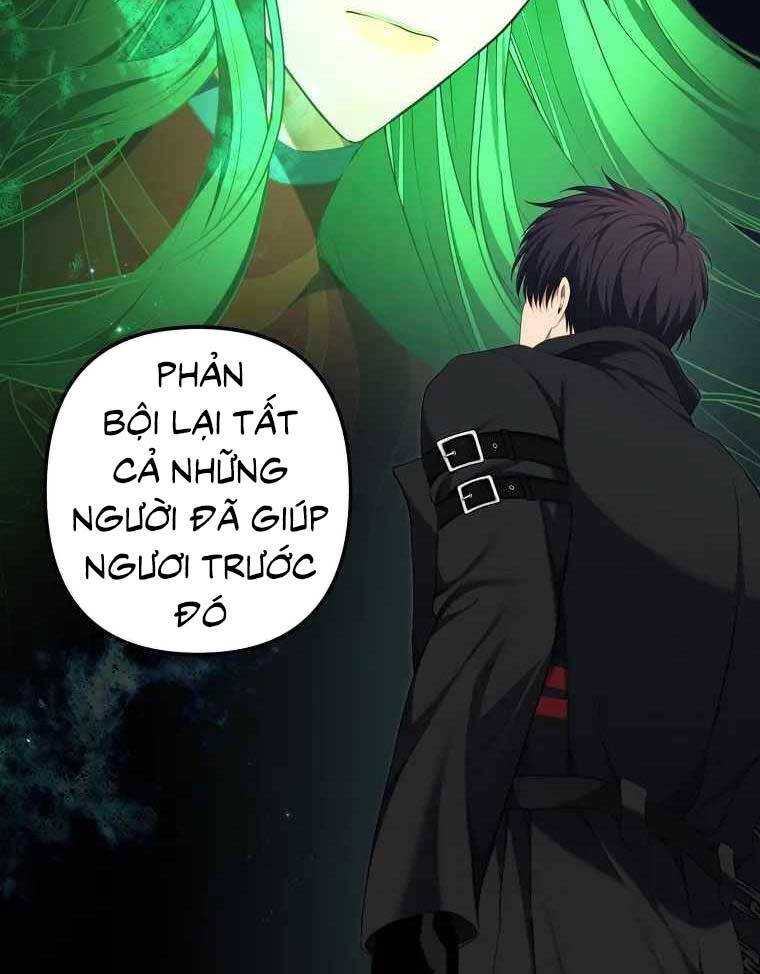 PHẢN
BỘI LẠI TẤT
CẢ NHỮNG
NGƯỜI ĐÃ GIÚP
NGƯƠI TRƯỚC
ĐÓ